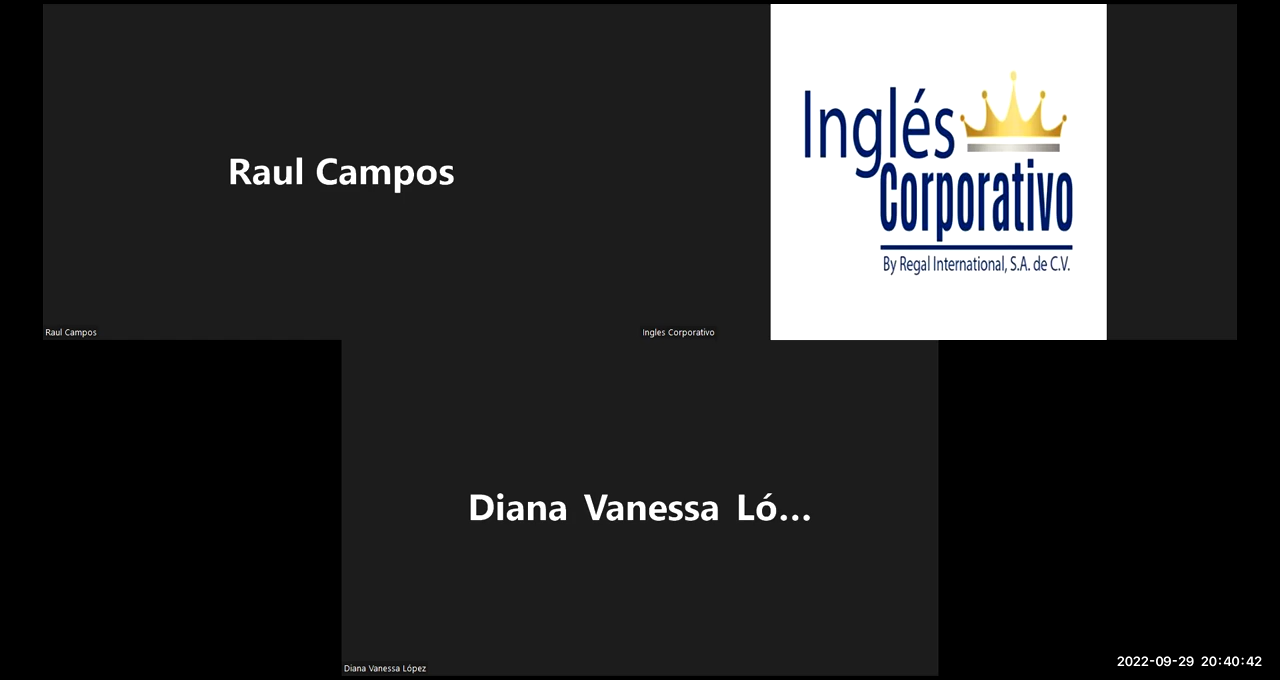 Raul Campos
Raul Campos
Inglés
Corporativo
By Regal International, S.A. de C.V.
Ingles Corporativo
Diana Vanessa Ló...
Diana Vanessa López
2022-09-29 20:40:42